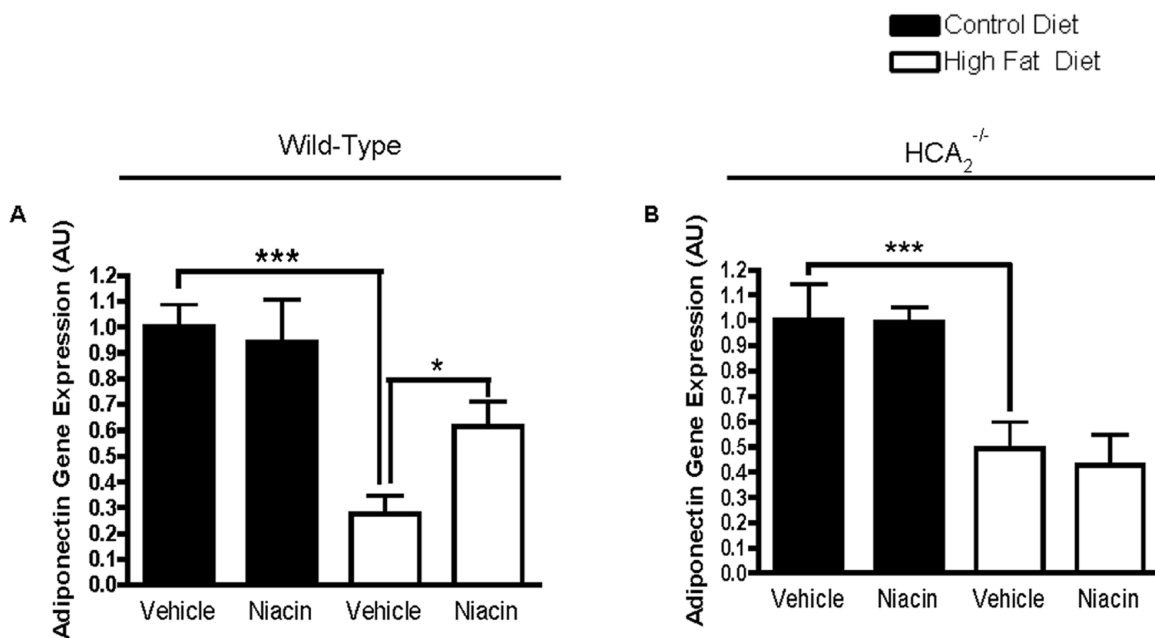 Control Diet
High Fat Diet
Wild-Type
HCA₂⁻/⁻
A
Adiponectin Gene Expression (AU)
1.2
1.1
1.0
0.9
0.8
0.7
0.6
0.5
0.4
0.3
0.2
0.1
0.0
***
*
Vehicle Niacin Vehicle Niacin
B
Adiponectin Gene Expression (AU)
1.2
1.1
1.0
0.9
0.8
0.7
0.6
0.5
0.4
0.3
0.2
0.1
0.0
***
Vehicle Niacin Vehicle Niacin